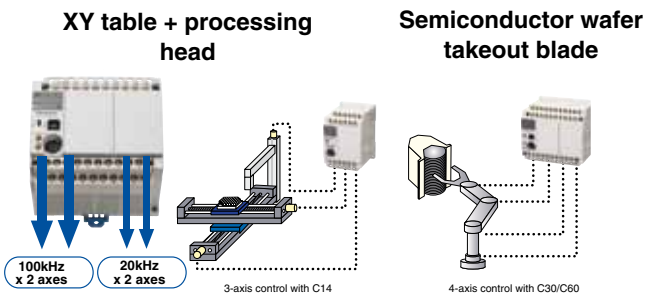 XY table + processing
head
Semiconductor wafer
takeout blade
100kHz
x 2 axes
20kHz
x 2 axes
3-axis control with C14
4-axis control with C30/C60